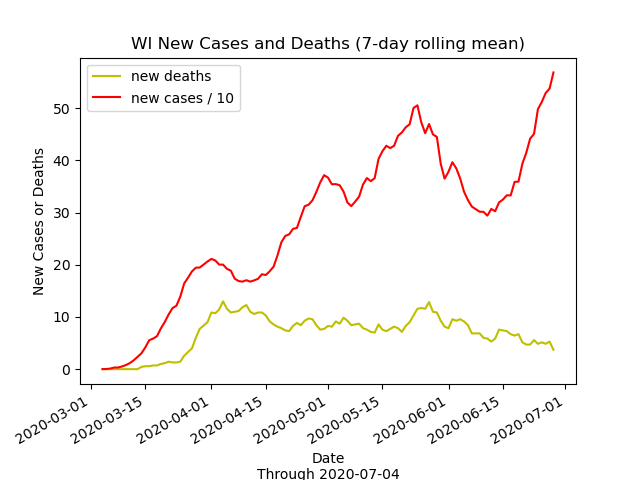 WI New Cases and Deaths (7-day rolling mean)
new deaths
new cases / 10
New Cases or Deaths
50
40
30
20
10
0
2020-03-01
2020-03-15
2020-04-01
2020-04-15
2020-05-01
2020-05-15
2020-06-01
2020-06-15
2020-07-01
Date
Through 2020-07-04